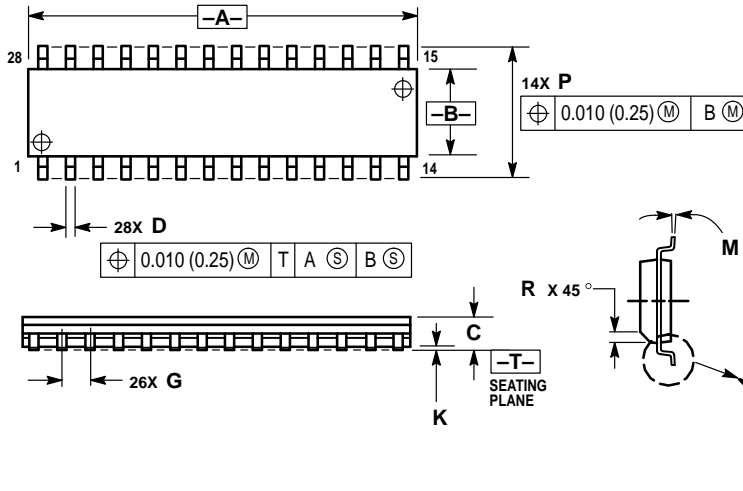 –A–
28
15
14X P
⌖ 0.010 (0.25) Ⓜ B Ⓜ
–B–
1
14
28X D
⌖ 0.010 (0.25) Ⓜ T A Ⓢ B Ⓢ
M
R X 45°
C
–T–
26X G
SEATING
PLANE
K